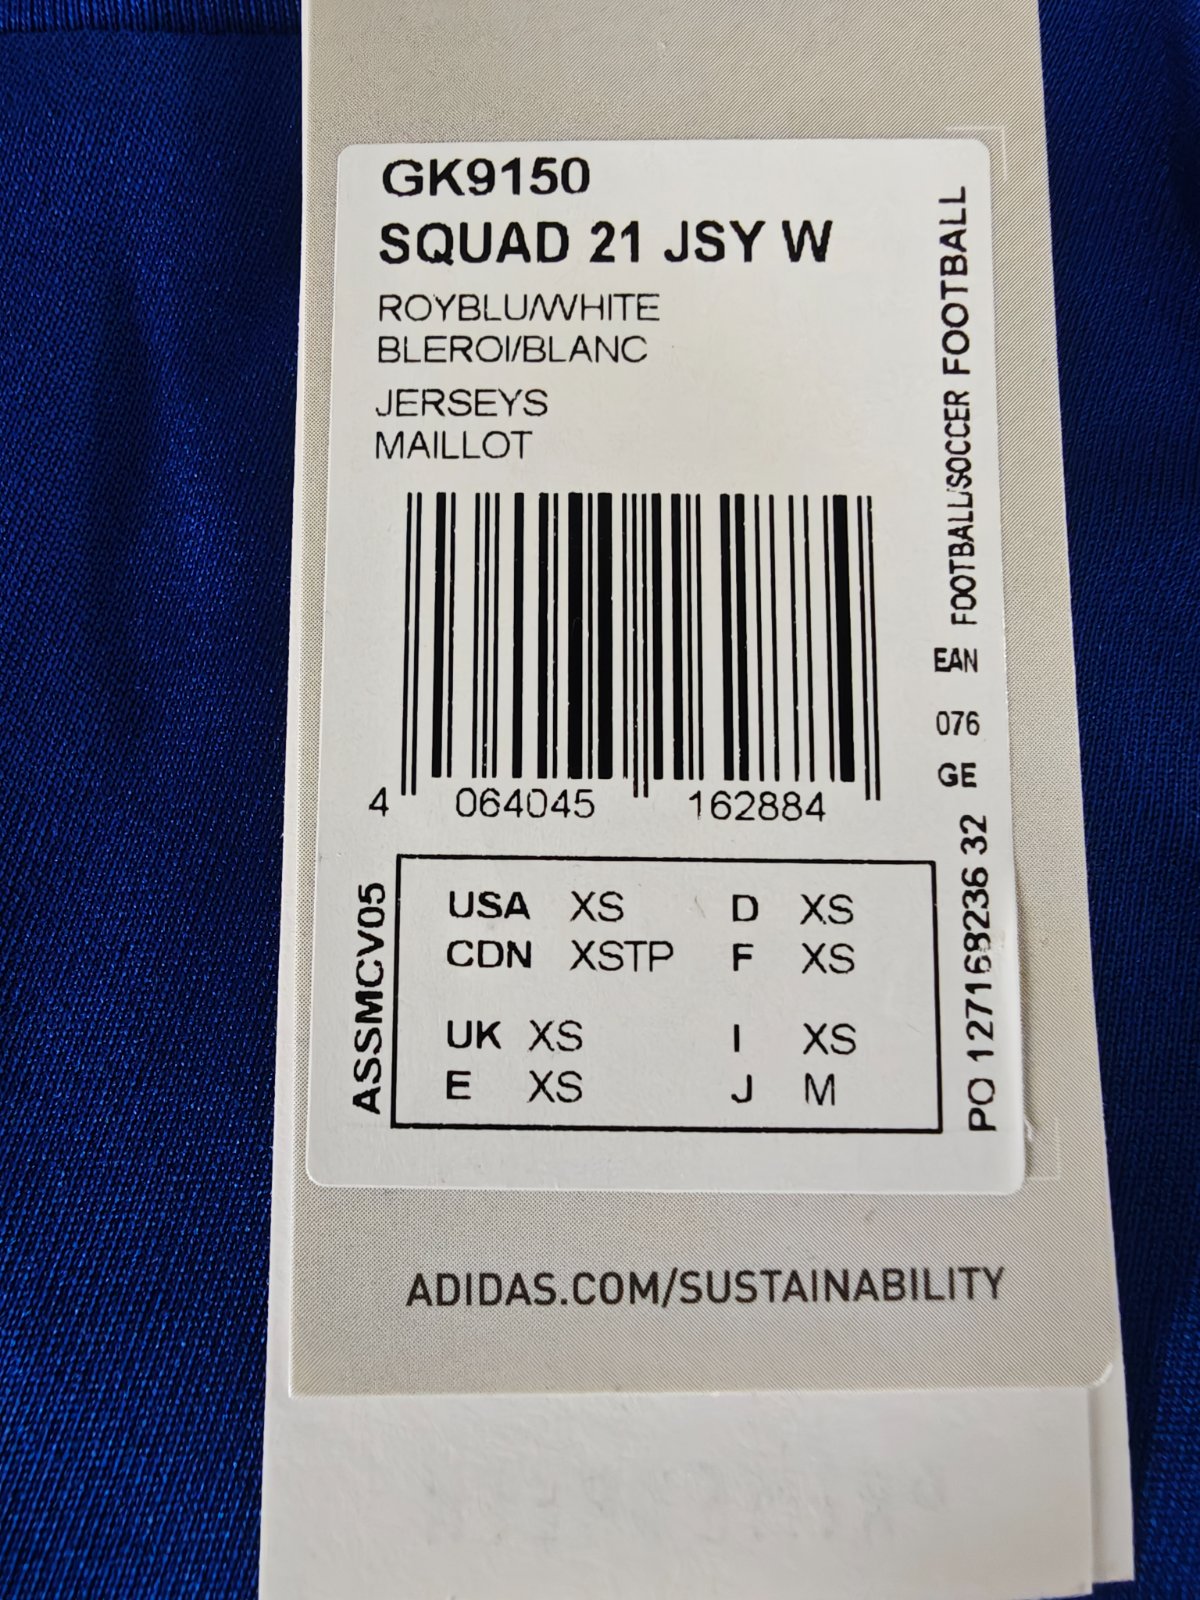 GK9150
SQUAD 21 JSY W
ROYBLU/WHITE
BLEROI/BLANC
JERSEYS
MAILLOT
4 064045 162884
FOOTBALL/SOCCER FOOTBALL
EAN
076
GE
PO 1271683236 32
ASSMCV05
USA XS D XS
CDN XSTP F XS
UK XS I XS
E XS J M
ADIDAS.COM/SUSTAINABILITY